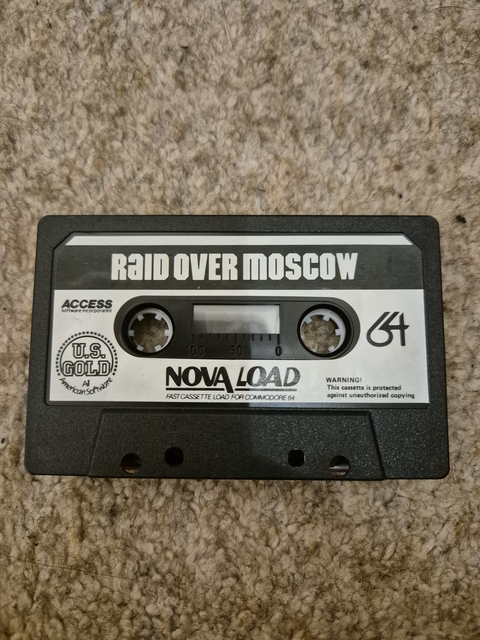 RAID OVER MOSCOW
ACCESS
Software Incorporated
64
U.S.
GOLD
All
American Software
100 50 0
NOVA LOAD
FAST CASSETTE LOAD FOR COMMODORE 64
WARNING!
This cassette is protected
against unauthorized copying